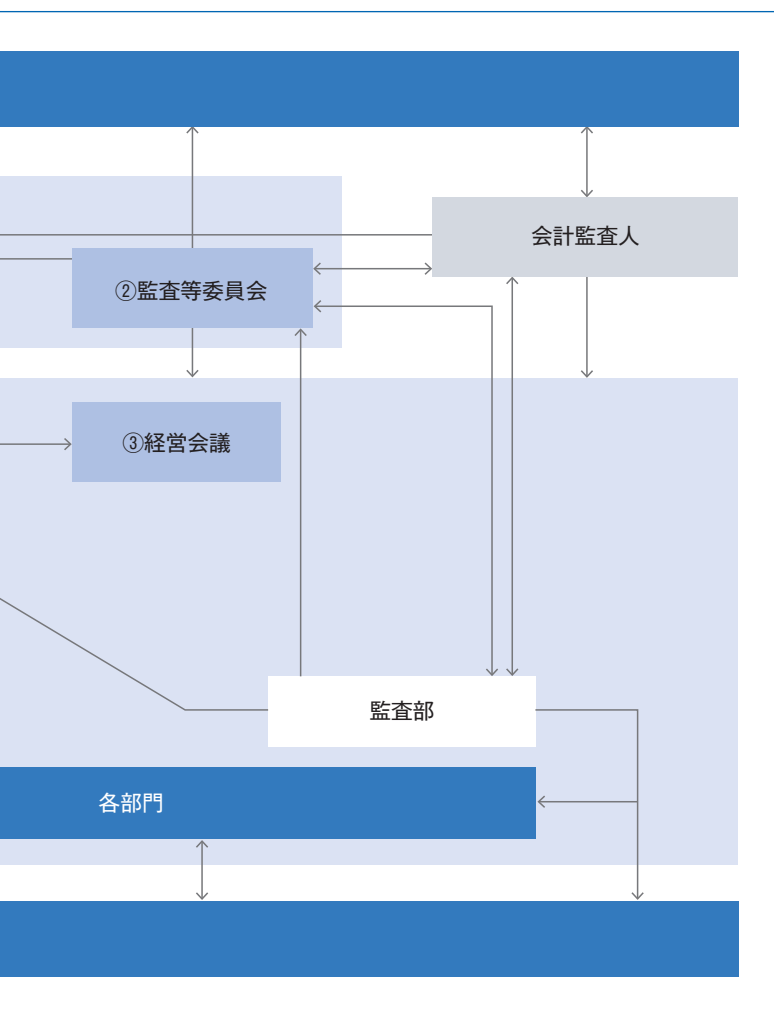 会計監査人
②監査等委員会
③経営会議
監査部
各部門